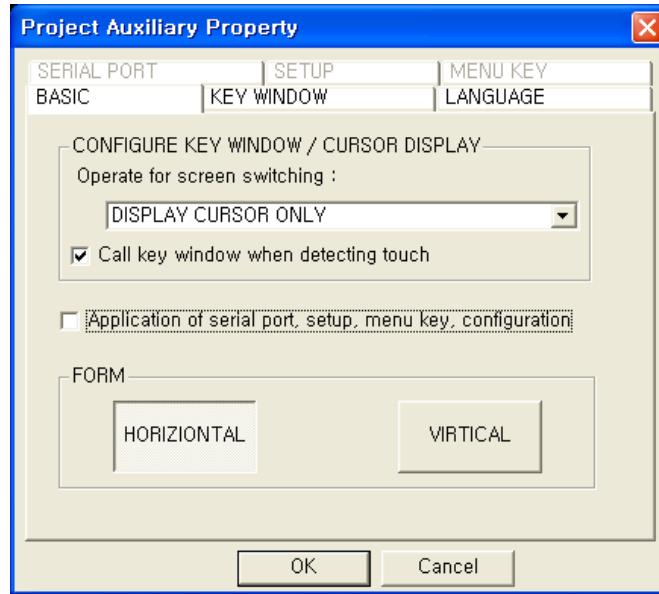 Project Auxiliary Property
SERIAL PORT SETUP MENU KEY
BASIC KEY WINDOW LANGUAGE
CONFIGURE KEY WINDOW / CURSOR DISPLAY
Operate for screen switching :
DISPLAY CURSOR ONLY
Call key window when detecting touch
Application of serial port, setup, menu key, configuration
FORM
HORIZIONTAL VIRTICAL
OK Cancel